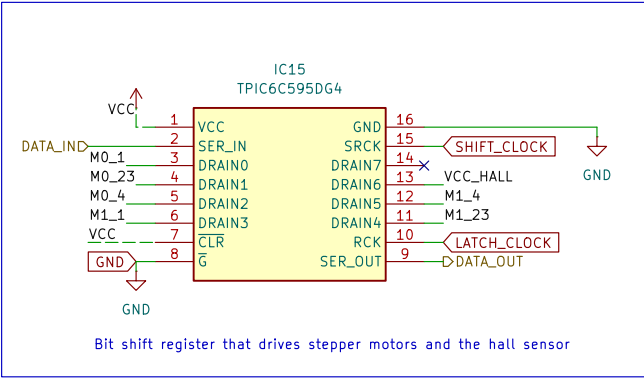 IC15
TPIC6C595DG4
VCC
1 VCC GND 16
DATA_IN 2 SER_IN SRCK 15 SHIFT_CLOCK
M0_1 3 DRAIN0 DRAIN7 14
M0_23 4 DRAIN1 DRAIN6 13 VCC_HALL
M0_4 5 DRAIN2 DRAIN5 12 M1_4
M1_1 6 DRAIN3 DRAIN4 11 M1_23
VCC 7 CLR RCK 10 LATCH_CLOCK
GND 8 G SER_OUT 9 DATA_OUT
GND
GND
Bit shift register that drives stepper motors and the hall sensor